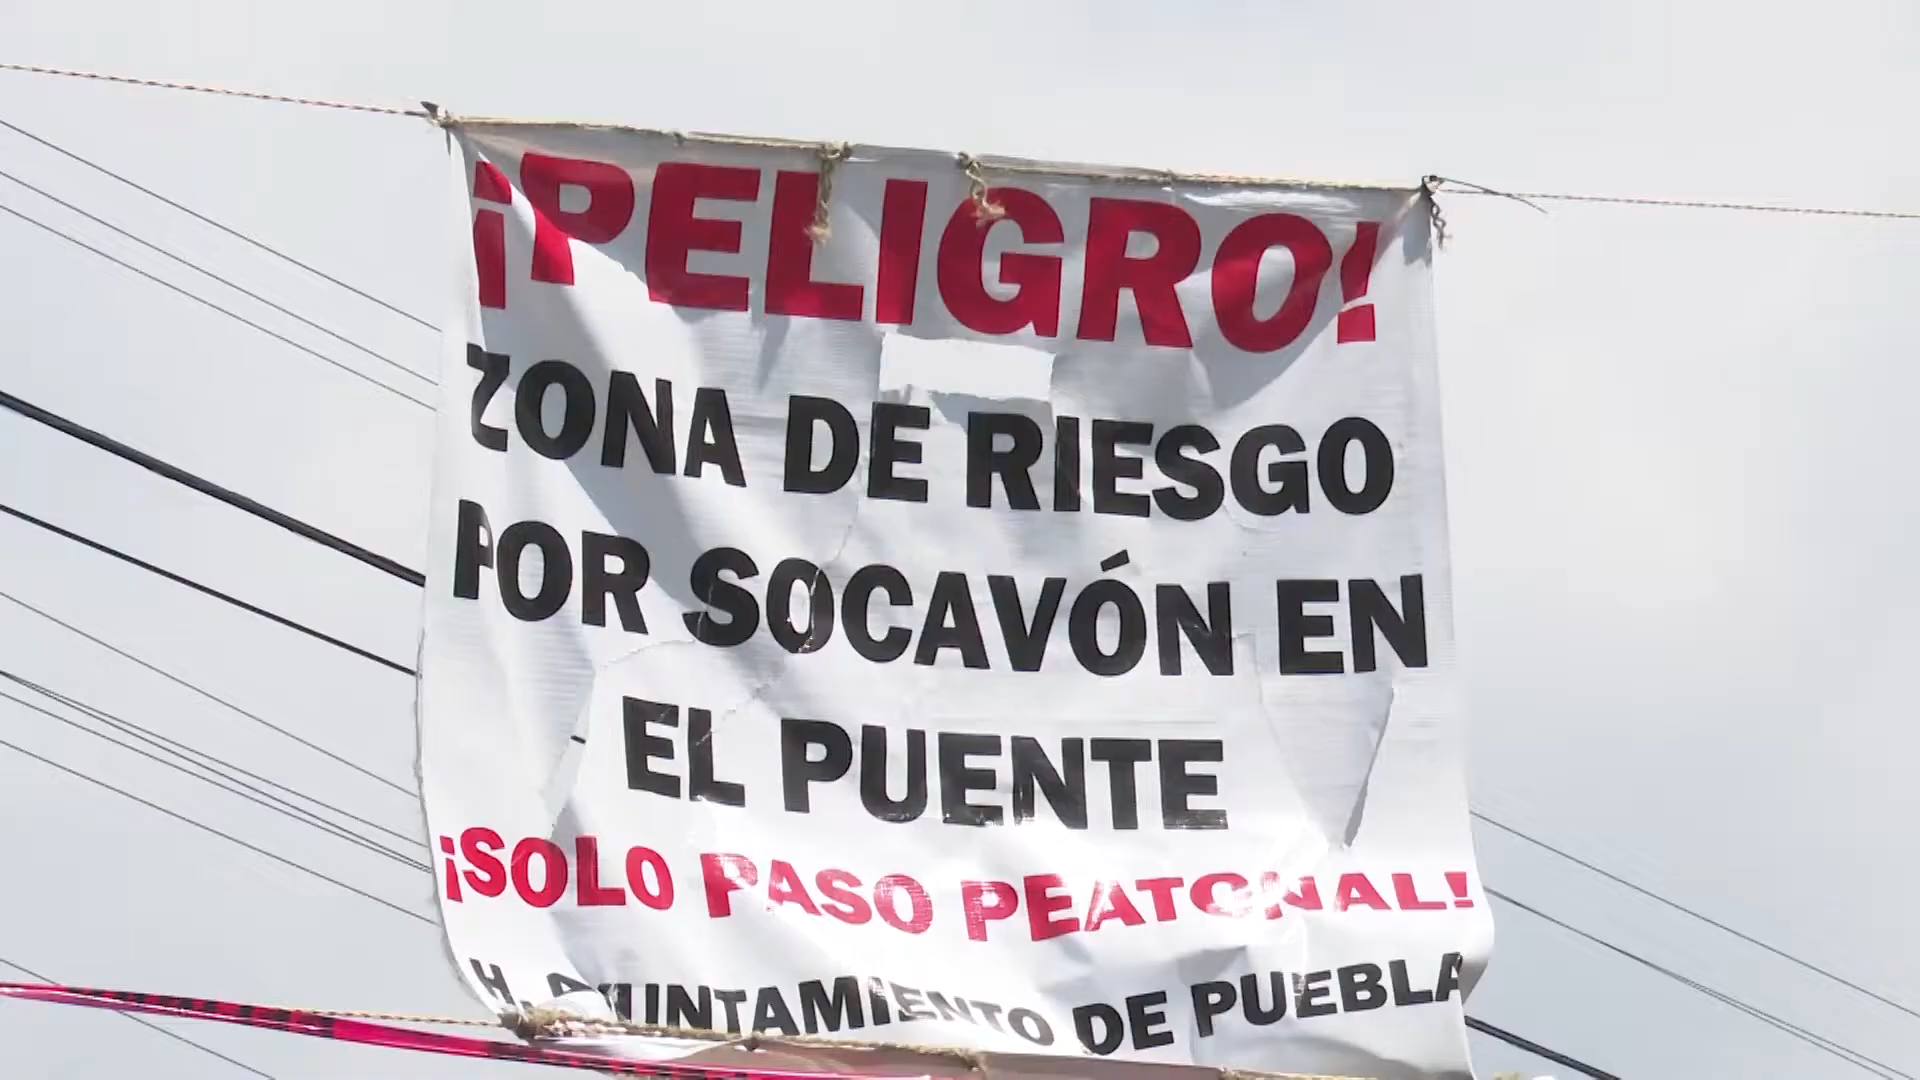 ¡PELIGRO!
ZONA DE RIESGO
POR SOCAVÓN EN
EL PUENTE
¡SOLO PASO PEATONAL!
H. AYUNTAMIENTO DE PUEBLA